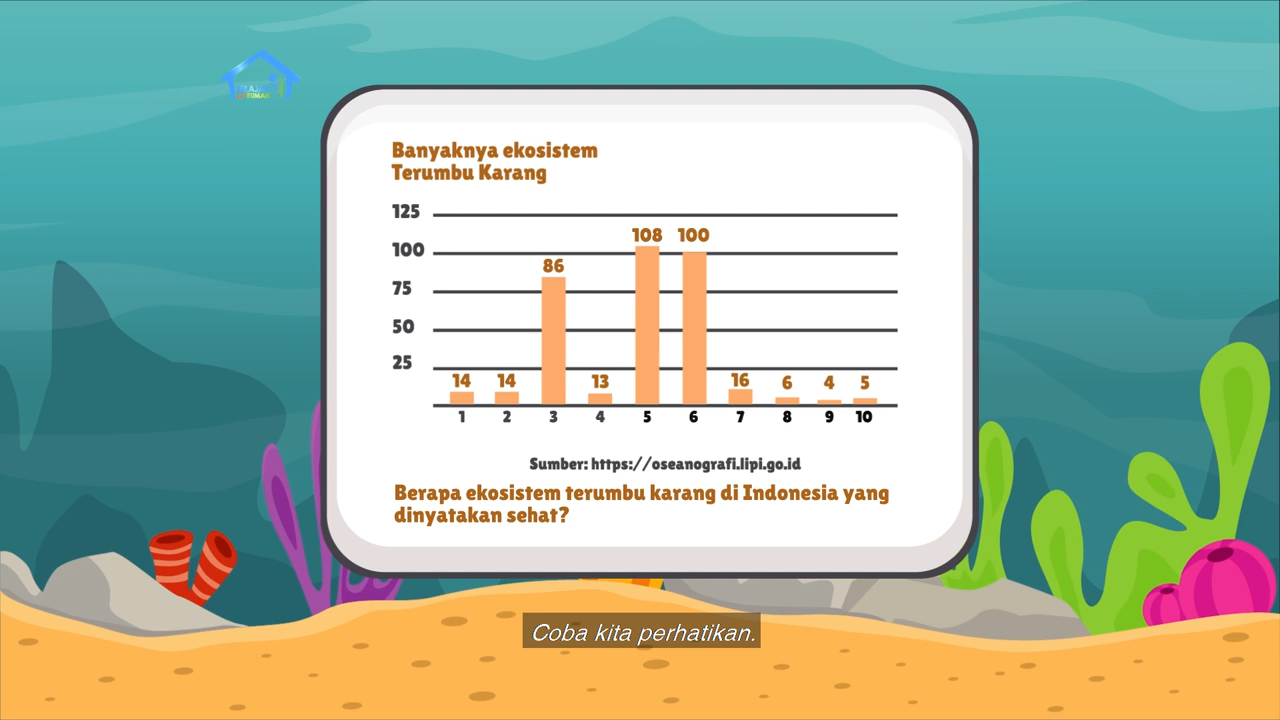 Banyaknya ekosistem
Terumbu Karang
125
100
75
50
25
14 14 86 13 108 100 16 6 4 5
1 2 3 4 5 6 7 8 9 10
Sumber: https://oseanografi.lipi.go.id
Berapa ekosistem terumbu karang di Indonesia yang
dinyatakan sehat?
Coba kita perhatikan.